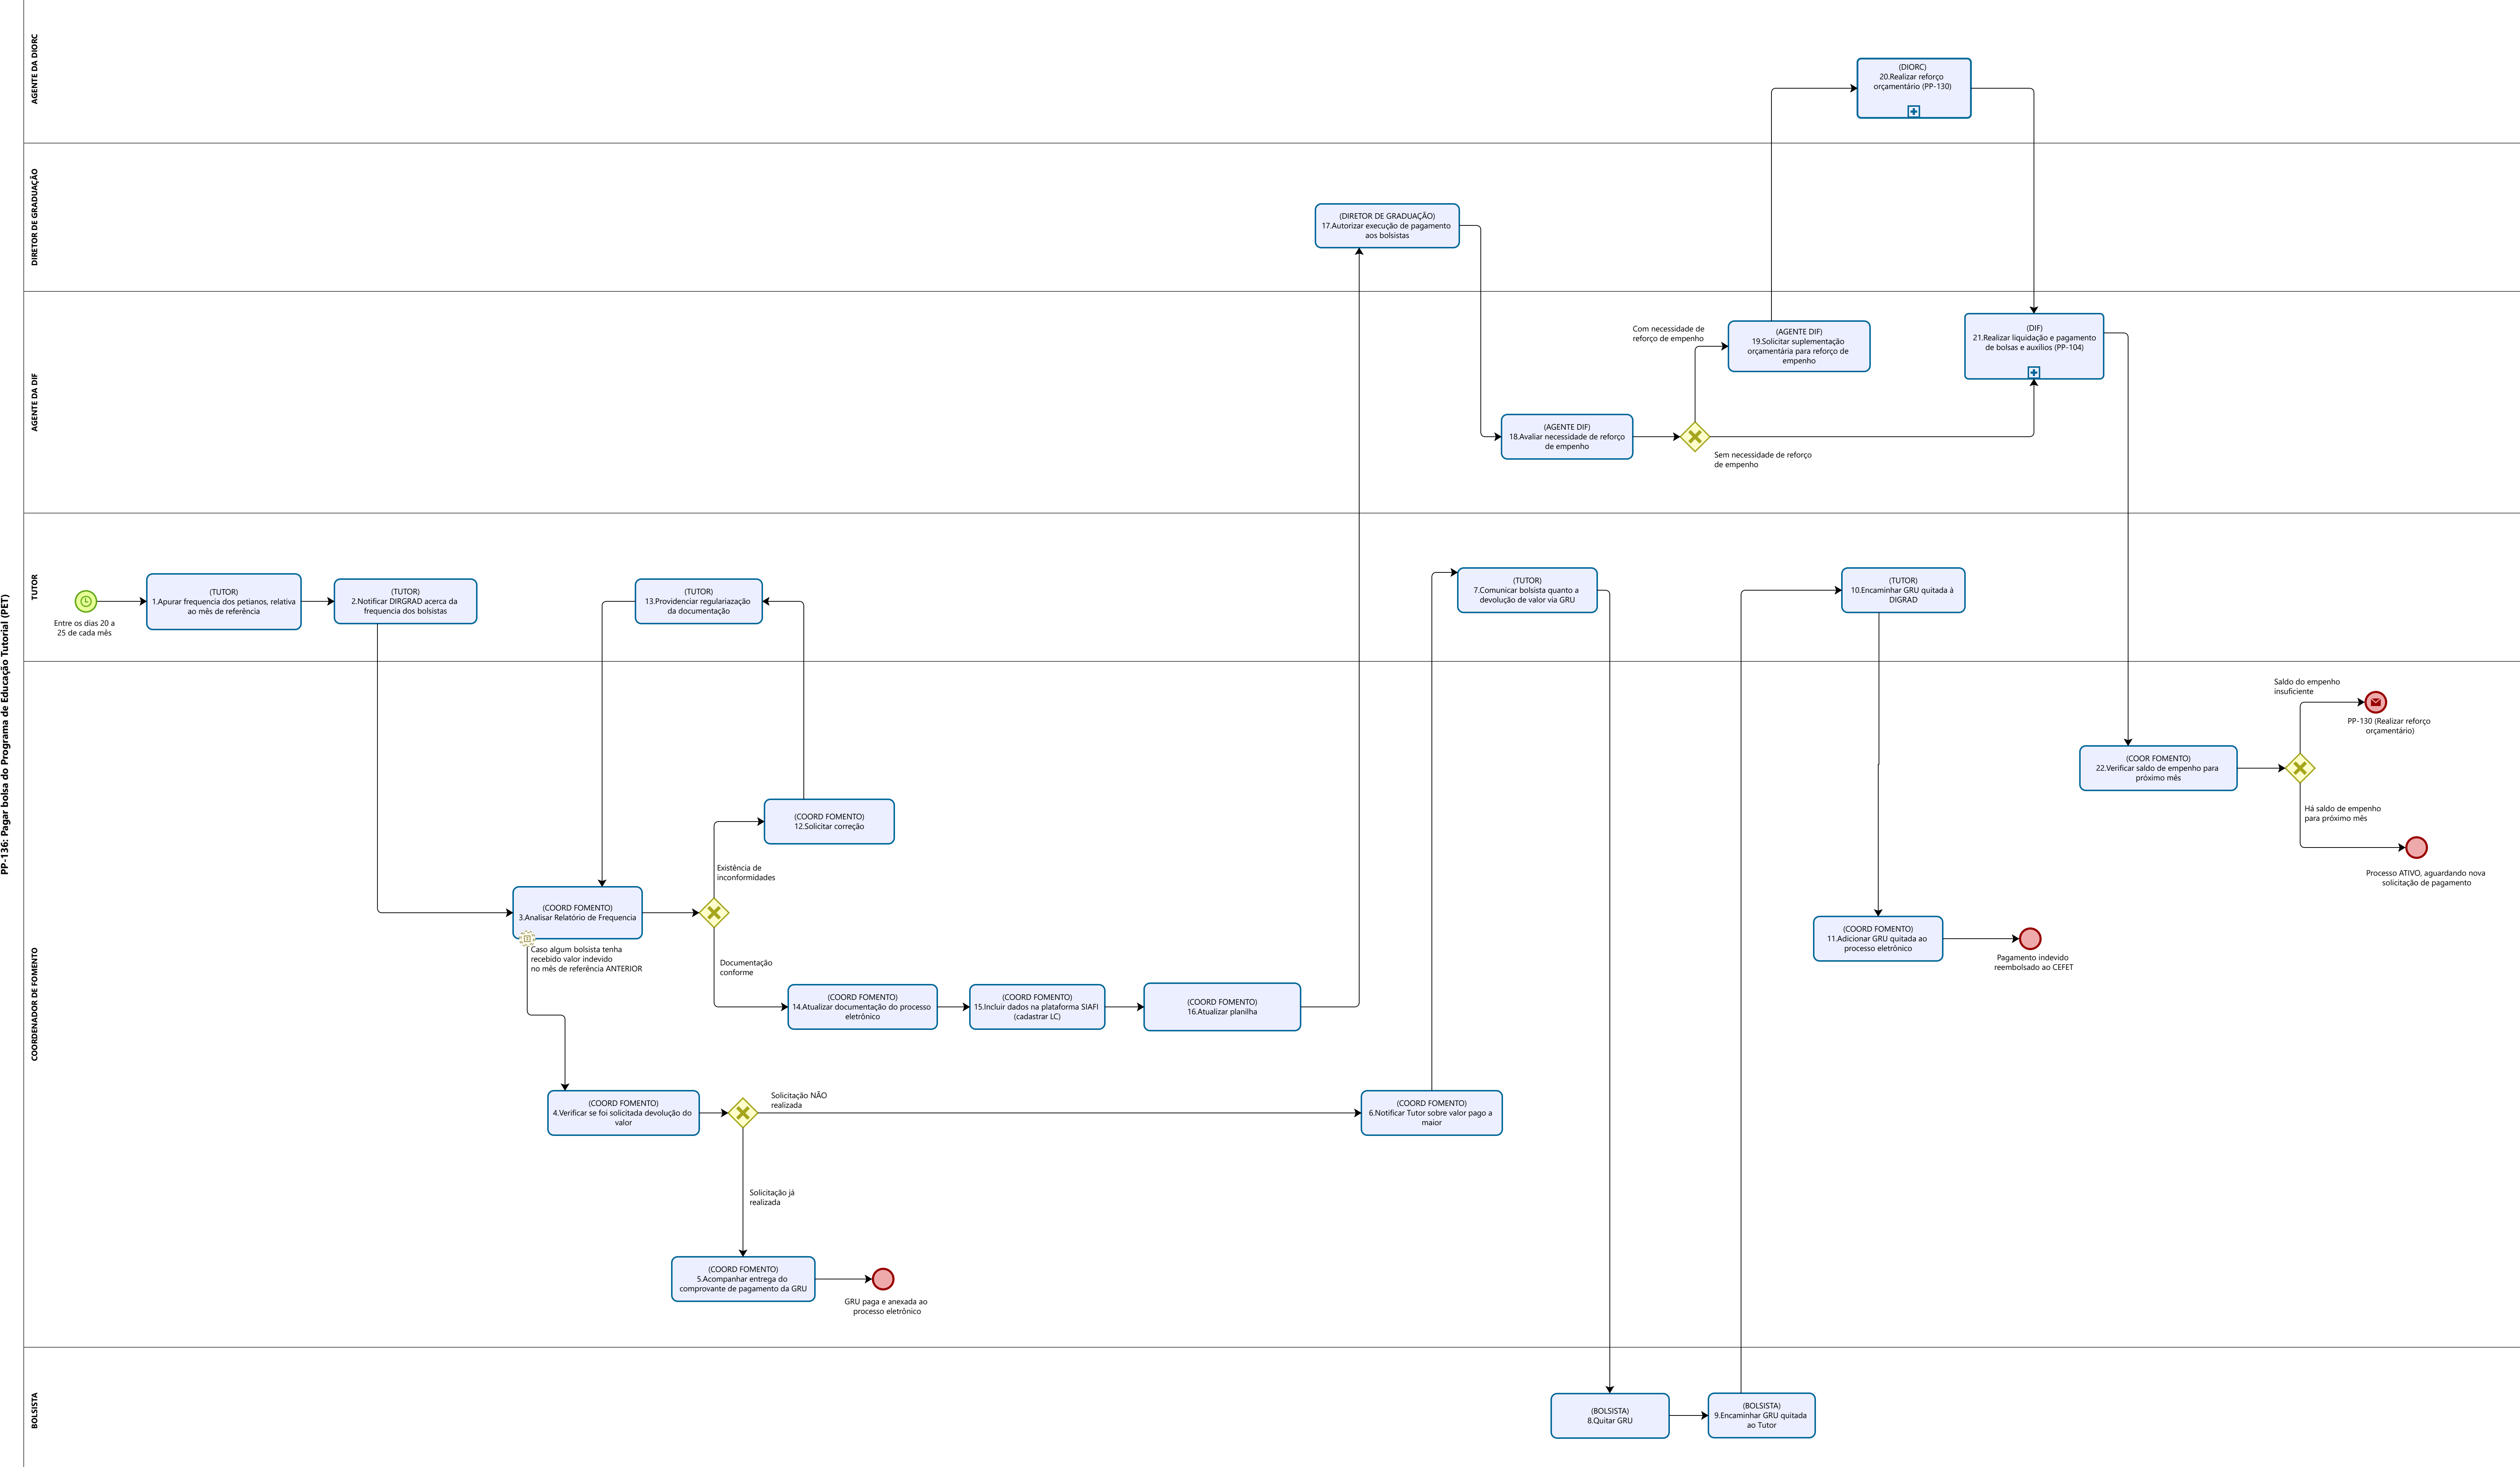 PP-136: Pagar bolsa do Programa de Educação Tutorial (PET)
AGENTE DA DIORC
(DIORC)
20.Realizar reforço
orçamentário (PP-130)
DIRETOR DE GRADUAÇÃO
(DIRETOR DE GRADUAÇÃO)
17.Autorizar execução de pagamento
aos bolsistas
AGENTE DA DIF
Com necessidade de
reforço de empenho
(AGENTE DIF)
19.Solicitar suplementação
orçamentária para reforço de
empenho
(DIF)
21.Realizar liquidação e pagamento
de bolsas e auxílios (PP-104)
(AGENTE DIF)
18.Avaliar necessidade de reforço
de empenho
Sem necessidade de reforço
de empenho
TUTOR
Entre os dias 20 a
25 de cada mês
(TUTOR)
1.Apurar frequencia dos petianos, relativa
ao mês de referência
(TUTOR)
2.Notificar DIRGRAD acerca da
frequencia dos bolsistas
(TUTOR)
13.Providenciar regulariazação
da documentação
(TUTOR)
7.Comunicar bolsista quanto a
devolução de valor via GRU
(TUTOR)
10.Encaminhar GRU quitada à
DIGRAD
COORDENADOR DE FOMENTO
Saldo do empenho
insuficiente
PP-130 (Realizar reforço
orçamentário)
(COOR FOMENTO)
22.Verificar saldo de empenho para
próximo mês
Há saldo de empenho
para próximo mês
Processo ATIVO, aguardando nova
solicitação de pagamento
(COORD FOMENTO)
12.Solicitar correção
Existência de
inconformidades
(COORD FOMENTO)
3.Analisar Relatório de Frequencia
Caso algum bolsista tenha
recebido valor indevido
no mês de referência ANTERIOR
Documentação
conforme
(COORD FOMENTO)
11.Adicionar GRU quitada ao
processo eletrônico
Pagamento indevido
reembolsado ao CEFET
(COORD FOMENTO)
14.Atualizar documentação do processo
eletrônico
(COORD FOMENTO)
15.Incluir dados na plataforma SIAFI
(cadastrar LC)
(COORD FOMENTO)
16.Atualizar planilha
(COORD FOMENTO)
4.Verificar se foi solicitada devolução do
valor
Solicitação NÃO
realizada
(COORD FOMENTO)
6.Notificar Tutor sobre valor pago a
maior
Solicitação já
realizada
(COORD FOMENTO)
5.Acompanhar entrega do
comprovante de pagamento da GRU
GRU paga e anexada ao
processo eletrônico
BOLSISTA
(BOLSISTA)
8.Quitar GRU
(BOLSISTA)
9.Encaminhar GRU quitada
ao Tutor